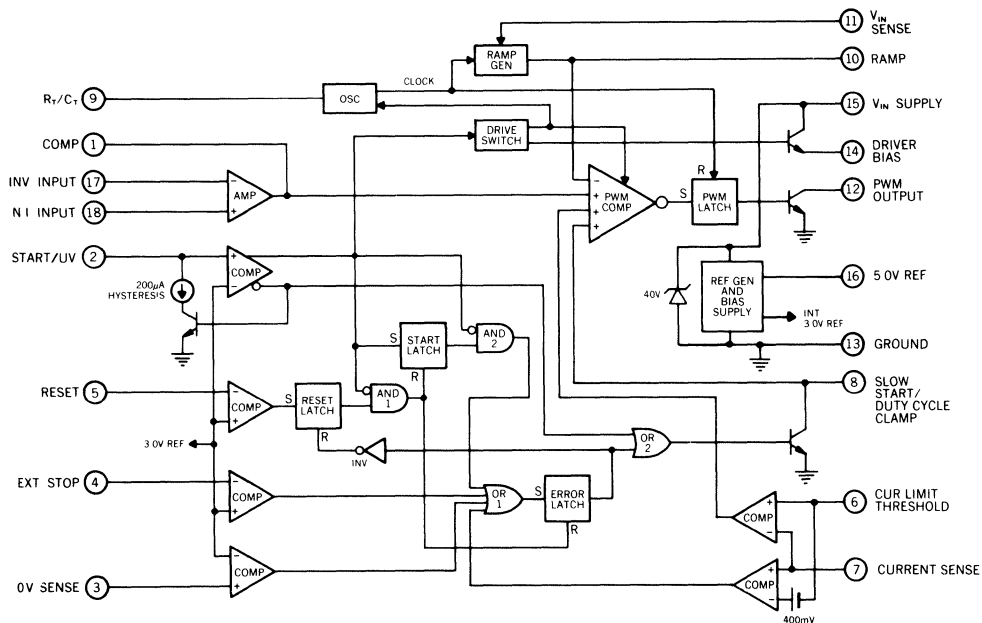 11 VIN SENSE
RAMP GEN
10 RAMP
CLOCK
RT/CT 9
OSC
15 VIN SUPPLY
COMP 1
DRIVE SWITCH
14 DRIVER BIAS
INV INPUT 17
- AMP +
N I INPUT 18
- + + + PWM COMP
S PWM LATCH R
12 PWM OUTPUT
START/UV 2
+ COMP -
200µA HYSTERESIS
40V
REF GEN AND BIAS SUPPLY
16 5 0V REF
INT 3 0V REF
13 GROUND
S START LATCH R
AND 2
RESET 5
- COMP +
S RESET LATCH R
AND 1
8 SLOW START/ DUTY CYCLE CLAMP
3 0V REF
INV
OR 2
EXT STOP 4
- COMP +
OR 1
S ERROR LATCH R
+ COMP -
6 CUR LIMIT THRESHOLD
0V SENSE 3
- COMP +
+ COMP -
7 CURRENT SENSE
400mV